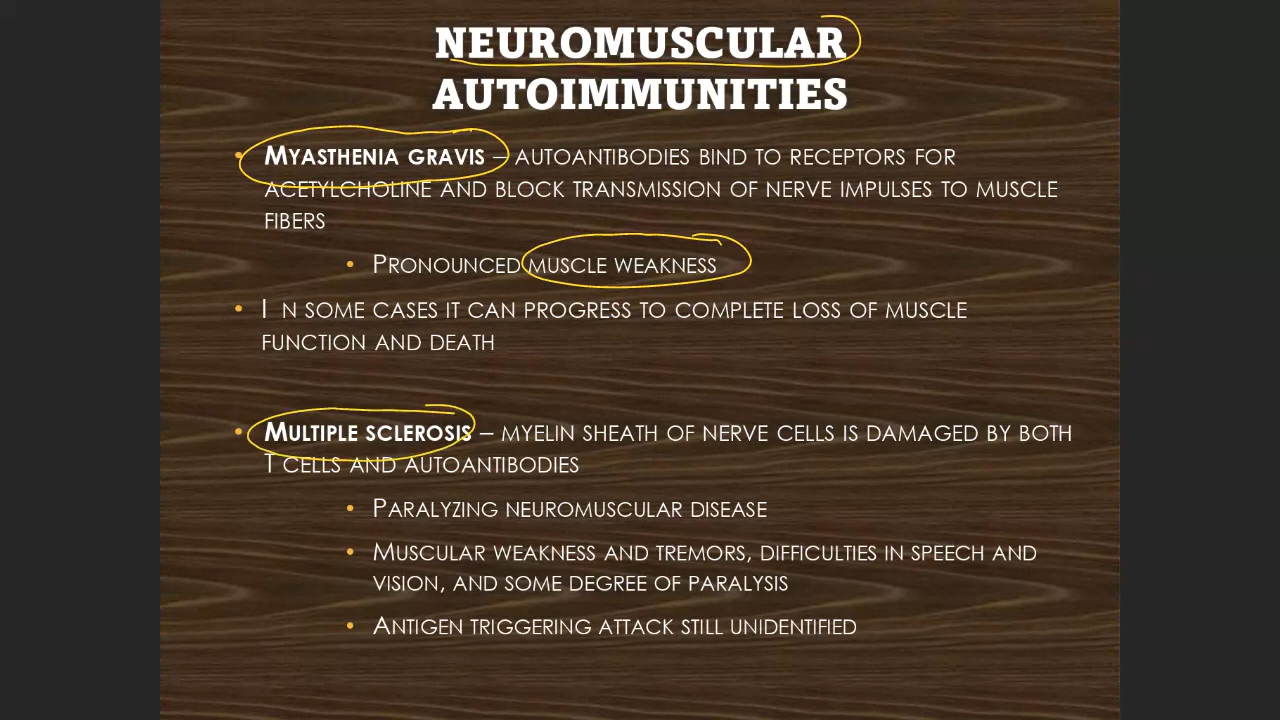 NEUROMUSCULAR
AUTOIMMUNITIES
• MYASTHENIA GRAVIS – AUTOANTIBODIES BIND TO RECEPTORS FOR
ACETYLCHOLINE AND BLOCK TRANSMISSION OF NERVE IMPULSES TO MUSCLE
FIBERS
• PRONOUNCED MUSCLE WEAKNESS
• I N SOME CASES IT CAN PROGRESS TO COMPLETE LOSS OF MUSCLE
FUNCTION AND DEATH
• MULTIPLE SCLEROSIS – MYELIN SHEATH OF NERVE CELLS IS DAMAGED BY BOTH
T CELLS AND AUTOANTIBODIES
• PARALYZING NEUROMUSCULAR DISEASE
• MUSCULAR WEAKNESS AND TREMORS, DIFFICULTIES IN SPEECH AND
VISION, AND SOME DEGREE OF PARALYSIS
• ANTIGEN TRIGGERING ATTACK STILL UNIDENTIFIED